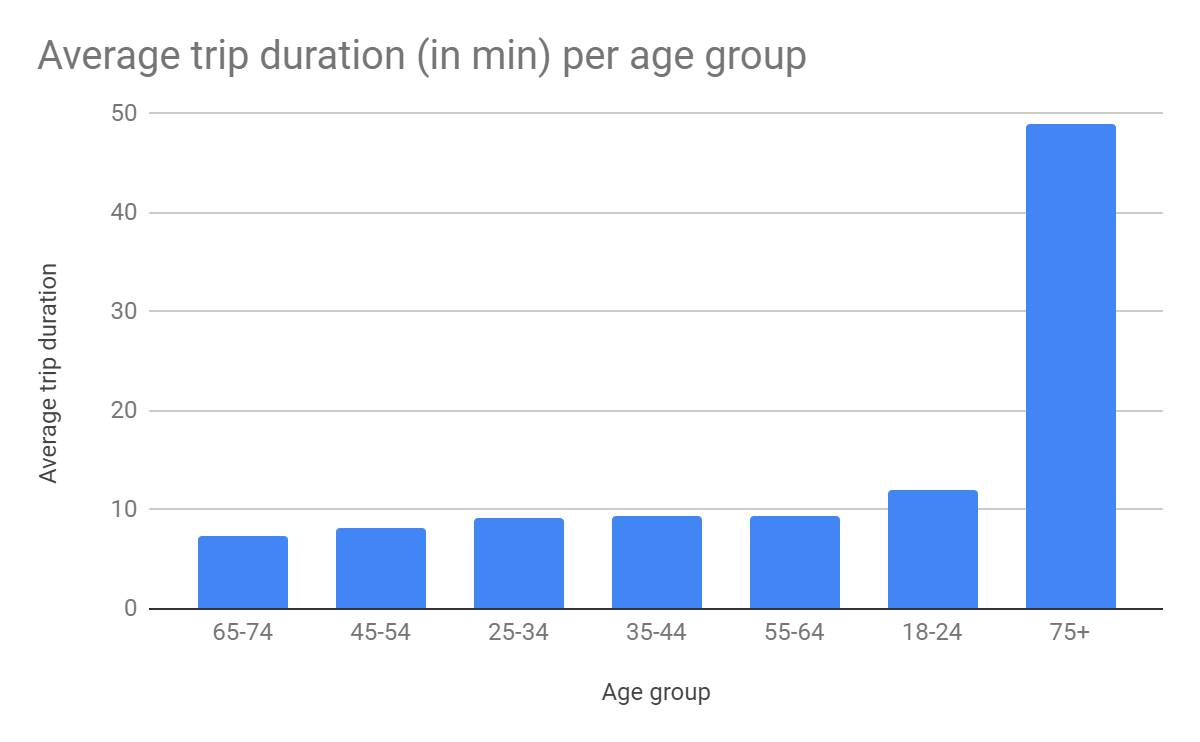 Average trip duration (in min) per age group
50
40
30
20
10
0
Average trip duration
65-74 45-54 25-34 35-44 55-64 18-24 75+
Age group